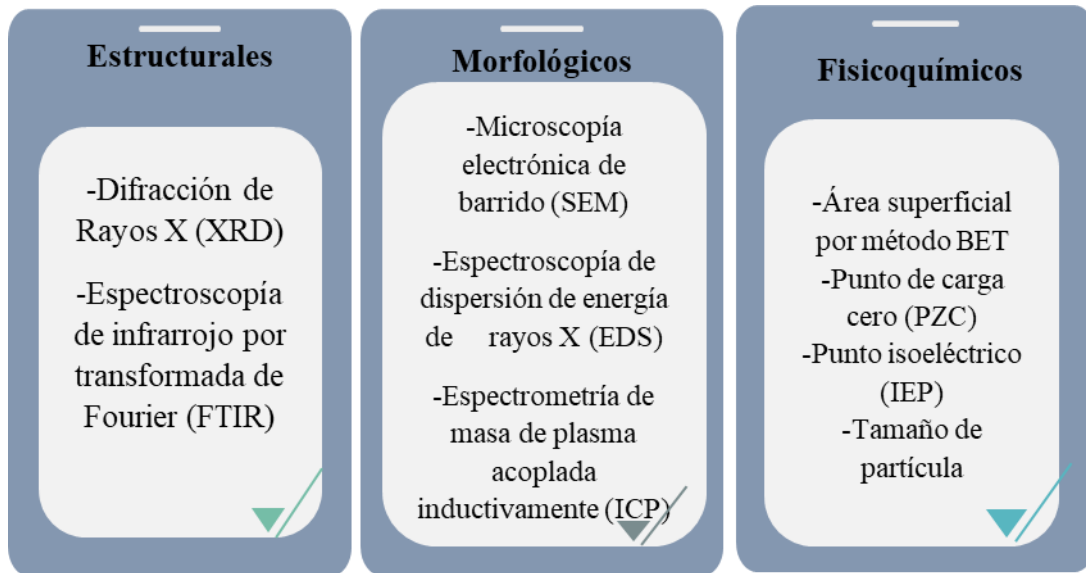 Estructurales
-Difracción de
Rayos X (XRD)
-Espectroscopía
de infrarrojo por
transformada de
Fourier (FTIR)
Morfológicos
-Microscopía
electrónica de
barrido (SEM)
-Espectroscopía de
dispersión de energía
de rayos X (EDS)
-Espectrometría de
masa de plasma
acoplada
inductivamente (ICP)
Fisicoquímicos
-Área superficial
por método BET
-Punto de carga
cero (PZC)
-Punto isoeléctrico
(IEP)
-Tamaño de
partícula